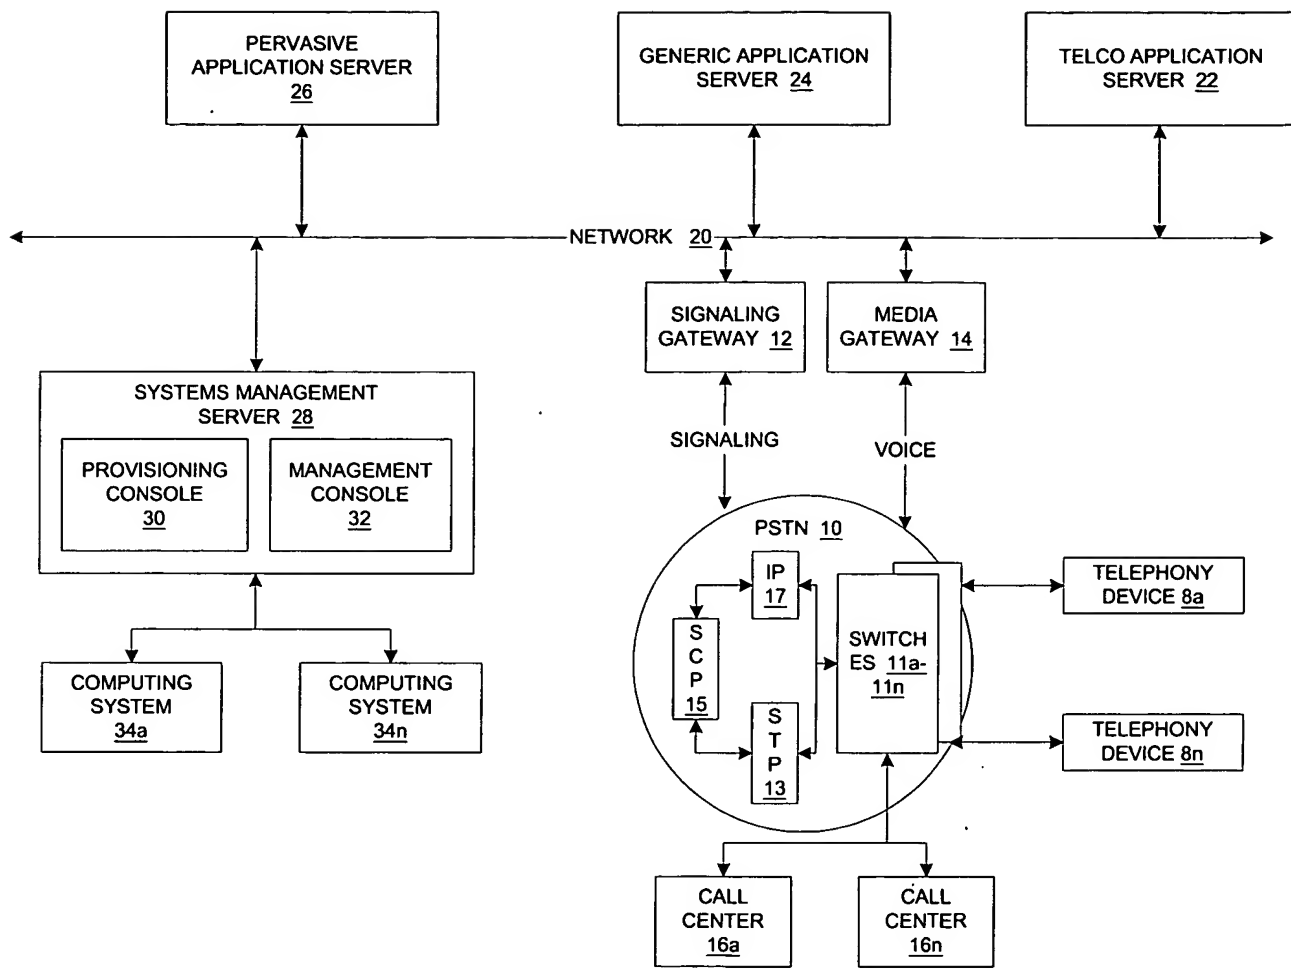 PERVASIVE
APPLICATION SERVER
26
GENERIC APPLICATION
SERVER 24
TELCO APPLICATION
SERVER 22
NETWORK 20
SIGNALING
GATEWAY 12
MEDIA
GATEWAY 14
SYSTEMS MANAGEMENT
SERVER 28
PROVISIONING
CONSOLE
30
MANAGEMENT
CONSOLE
32
SIGNALING
VOICE
PSTN 10
IP
17
S
C
P
15
S
T
P
13
SWITCH
ES 11a-
11n
TELEPHONY
DEVICE 8a
TELEPHONY
DEVICE 8n
COMPUTING
SYSTEM
34a
COMPUTING
SYSTEM
34n
CALL
CENTER
16a
CALL
CENTER
16n